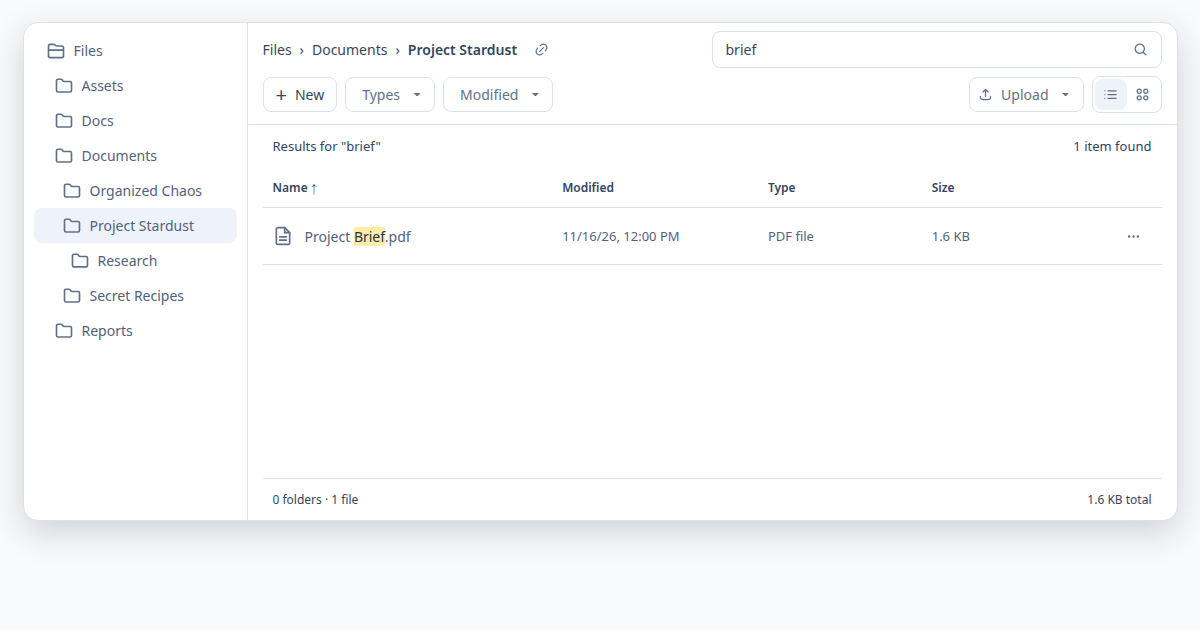 Files
Assets
Docs
Documents
Organized Chaos
Project Stardust
Research
Secret Recipes
Reports
Files › Documents › Project Stardust
brief
+ New
Types
Modified
Upload
Results for "brief"
1 item found
Name ↑ Modified Type Size
Project Brief.pdf 11/16/26, 12:00 PM PDF file 1.6 KB
0 folders · 1 file
1.6 KB total